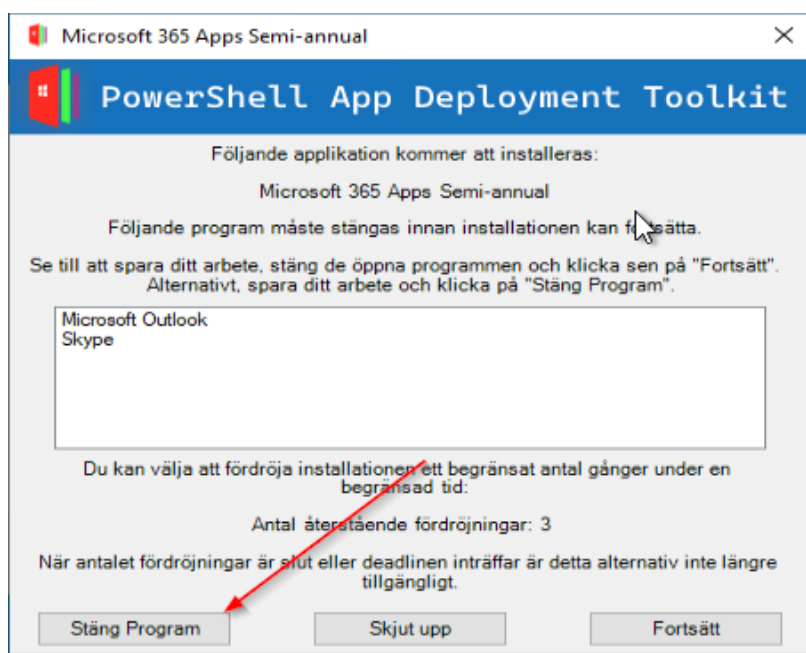 Microsoft 365 Apps Semi-annual
PowerShell App Deployment Toolkit
Följande applikation kommer att installeras:
Microsoft 365 Apps Semi-annual
Följande program måste stängas innan installationen kan fortsätta.
Se till att spara ditt arbete, stäng de öppna programmen och klicka sen på "Fortsätt".
Alternativt, spara ditt arbete och klicka på "Stäng Program".
Microsoft Outlook
Skype
Du kan välja att fördröja installationen ett begränsat antal gånger under en
begränsad tid:
Antal återstående fördröjningar: 3
När antalet fördröjningar är slut eller deadlinen inträffar är detta alternativ inte längre
tillgängligt.
Stäng Program
Skjut upp
Fortsätt